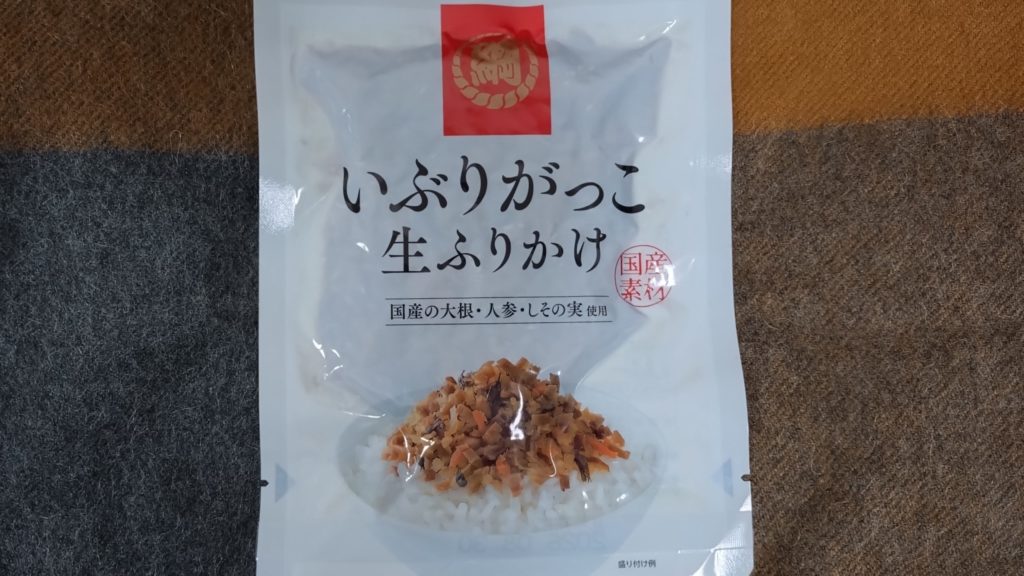 いぶりがっこ
生ふりかけ
国産
素材
国産の大根・人参・しその実 使用
盛り付け例